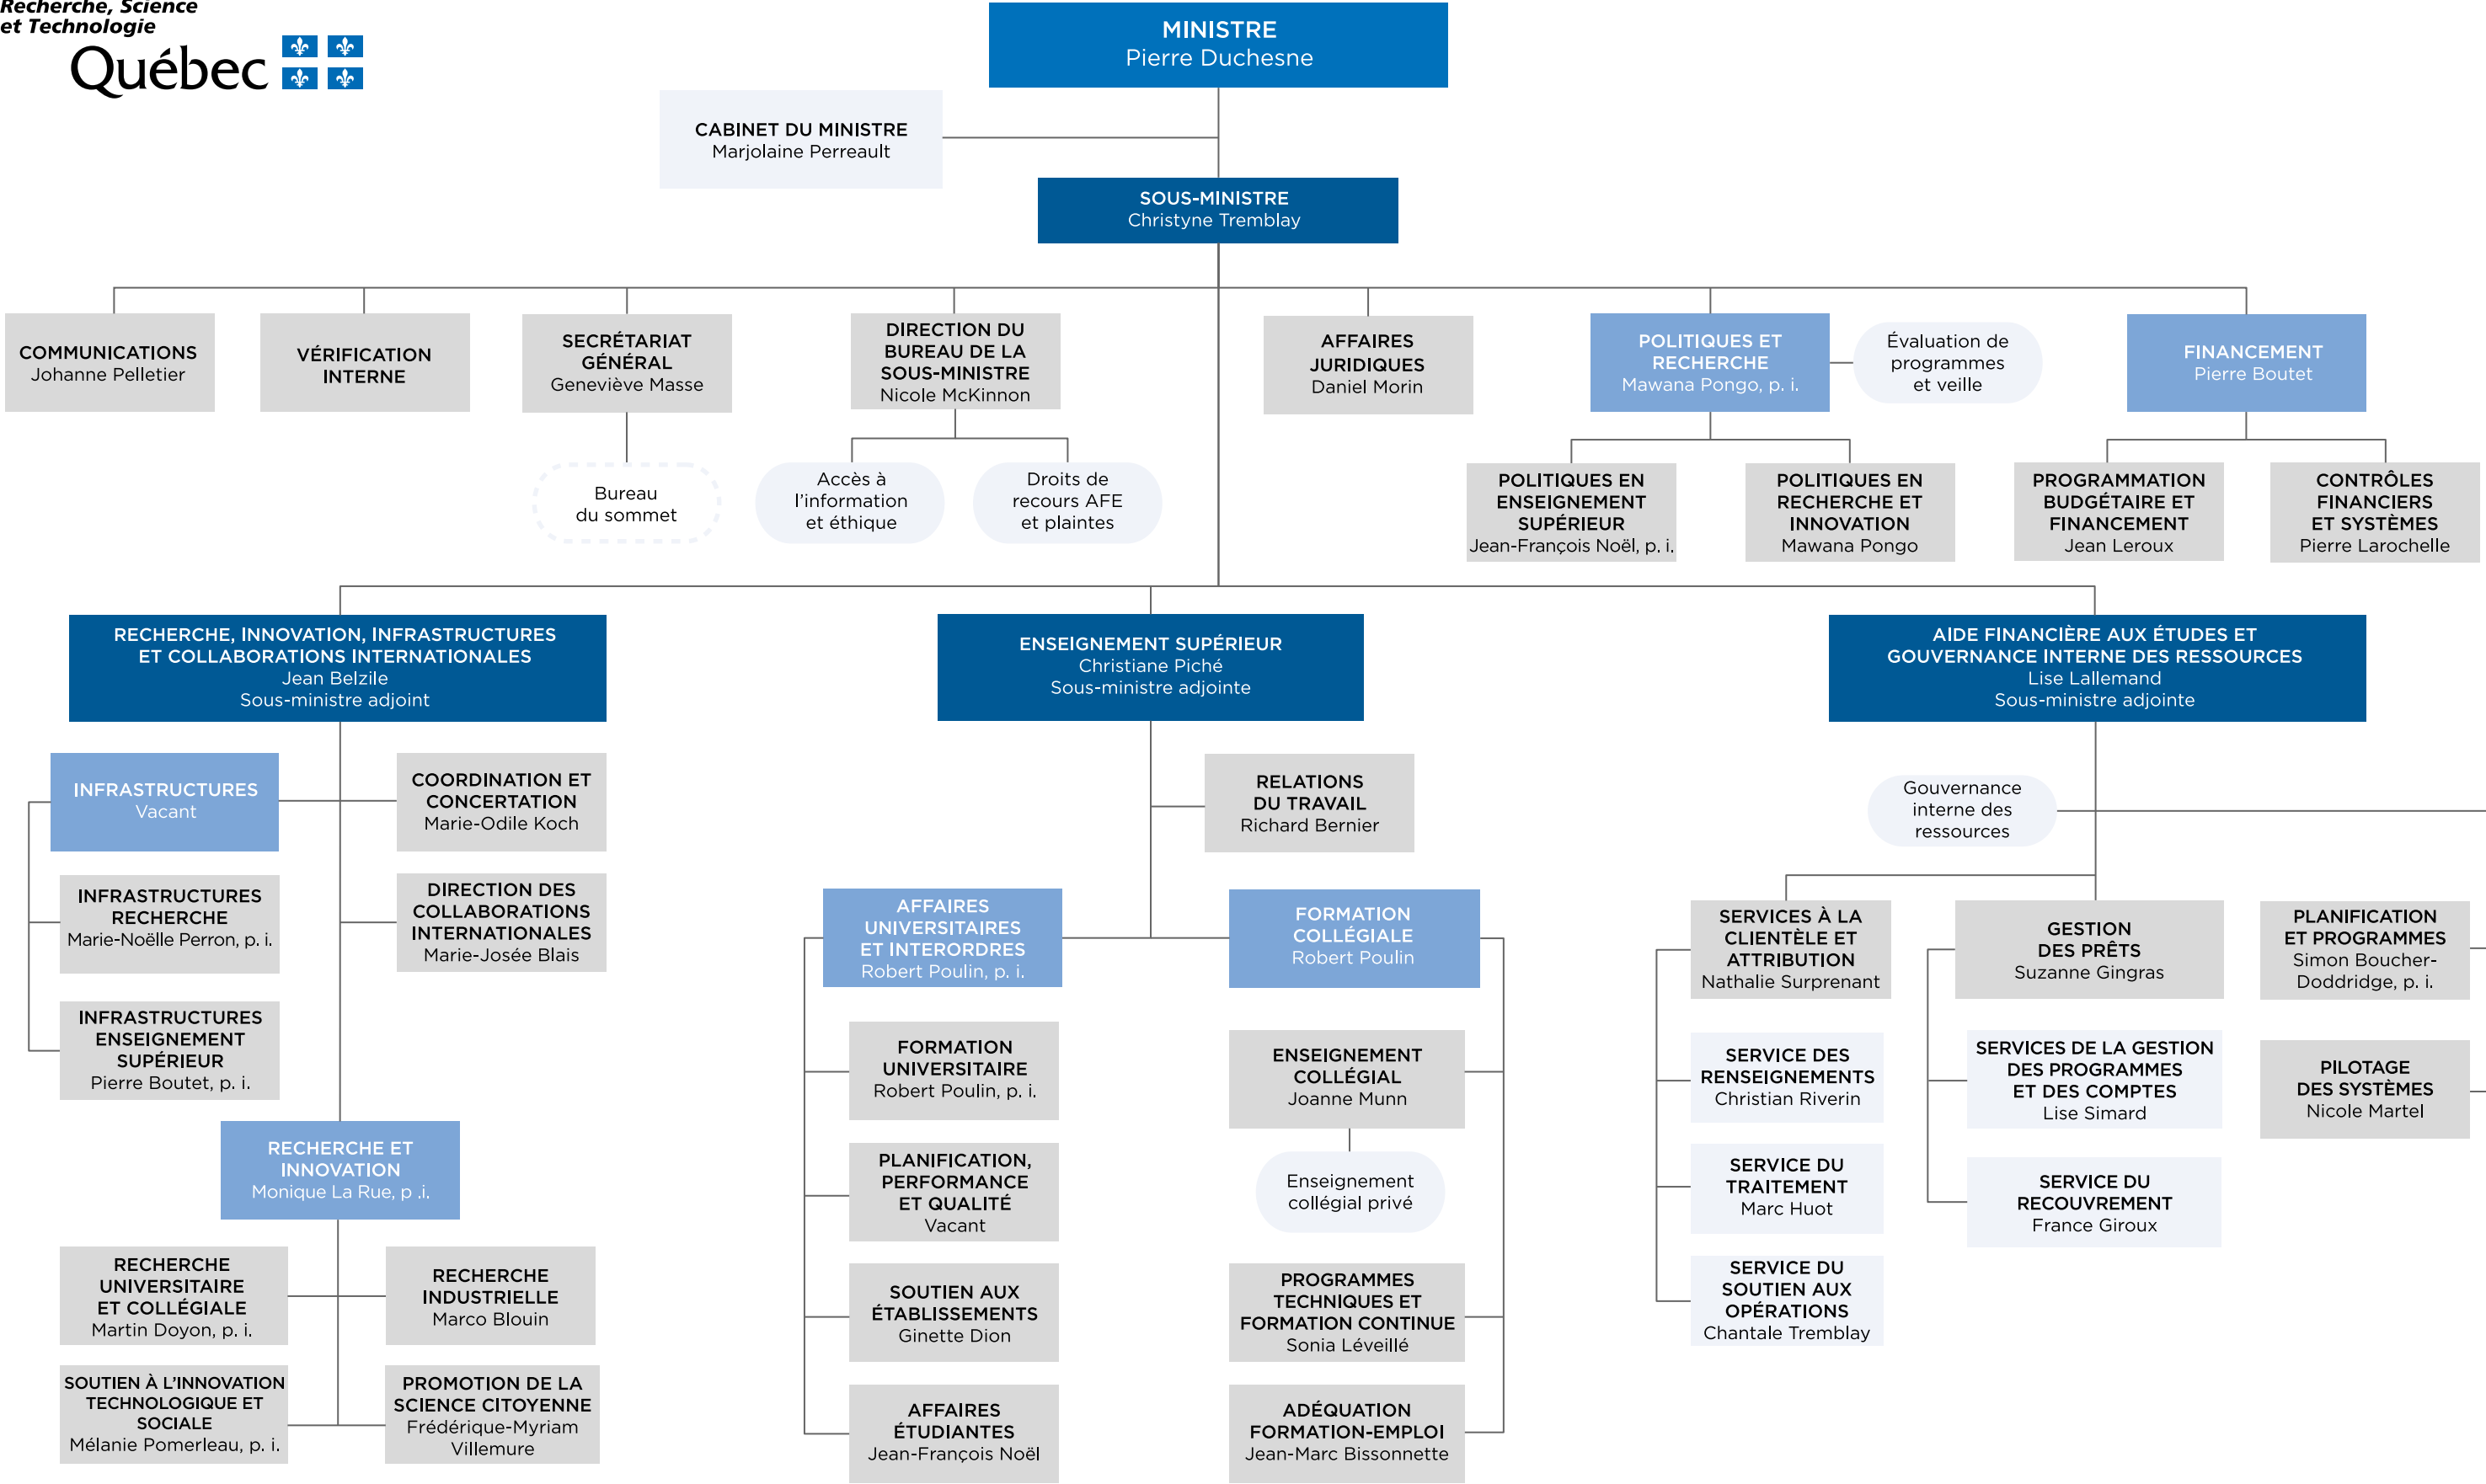 Recherche, Science
et Technologie
Québec
MINISTRE
Pierre Duchesne
CABINET DU MINISTRE
Marjolaine Perreault
SOUS-MINISTRE
Christyne Tremblay
COMMUNICATIONS
Johanne Pelletier
VÉRIFICATION
INTERNE
SECRÉTARIAT
GÉNÉRAL
Geneviève Masse
DIRECTION DU
BUREAU DE LA
SOUS-MINISTRE
Nicole McKinnon
AFFAIRES
JURIDIQUES
Daniel Morin
POLITIQUES ET
RECHERCHE
Mawana Pongo, p. i.
Évaluation de
programmes
et veille
FINANCEMENT
Pierre Boutet
Bureau
du sommet
Accès à
l'information
et éthique
Droits de
recours AFE
et plaintes
POLITIQUES EN
ENSEIGNEMENT
SUPÉRIEUR
Jean-François Noël, p. i.
POLITIQUES EN
RECHERCHE ET
INNOVATION
Mawana Pongo
PROGRAMMATION
BUDGÉTAIRE ET
FINANCEMENT
Jean Leroux
CONTRÔLES
FINANCIERS
ET SYSTÈMES
Pierre Larochelle
RECHERCHE, INNOVATION, INFRASTRUCTURES
ET COLLABORATIONS INTERNATIONALES
Jean Belzile
Sous-ministre adjoint
ENSEIGNEMENT SUPÉRIEUR
Christiane Piché
Sous-ministre adjointe
AIDE FINANCIÈRE AUX ÉTUDES ET
GOUVERNANCE INTERNE DES RESSOURCES
Lise Lallemand
Sous-ministre adjointe
INFRASTRUCTURES
Vacant
COORDINATION ET
CONCERTATION
Marie-Odile Koch
INFRASTRUCTURES
RECHERCHE
Marie-Noëlle Perron, p. i.
DIRECTION DES
COLLABORATIONS
INTERNATIONALES
Marie-Josée Blais
INFRASTRUCTURES
ENSEIGNEMENT
SUPÉRIEUR
Pierre Boutet, p. i.
RECHERCHE ET
INNOVATION
Monique La Rue, p .i.
RECHERCHE
UNIVERSITAIRE
ET COLLÉGIALE
Martin Doyon, p. i.
RECHERCHE
INDUSTRIELLE
Marco Blouin
SOUTIEN À L'INNOVATION
TECHNOLOGIQUE ET
SOCIALE
Mélanie Pomerleau, p. i.
PROMOTION DE LA
SCIENCE CITOYENNE
Frédérique-Myriam
Villemure
RELATIONS
DU TRAVAIL
Richard Bernier
AFFAIRES
UNIVERSITAIRES
ET INTERORDRES
Robert Poulin, p. i.
FORMATION
COLLÉGIALE
Robert Poulin
FORMATION
UNIVERSITAIRE
Robert Poulin, p. i.
PLANIFICATION,
PERFORMANCE
ET QUALITÉ
Vacant
SOUTIEN AUX
ÉTABLISSEMENTS
Ginette Dion
AFFAIRES
ÉTUDIANTES
Jean-François Noël
ENSEIGNEMENT
COLLÉGIAL
Joanne Munn
Enseignement
collégial privé
PROGRAMMES
TECHNIQUES ET
FORMATION CONTINUE
Sonia Léveillé
ADÉQUATION
FORMATION-EMPLOI
Jean-Marc Bissonnette
Gouvernance
interne des
ressources
SERVICES À LA
CLIENTÈLE ET
ATTRIBUTION
Nathalie Surprenant
SERVICE DES
RENSEIGNEMENTS
Christian Riverin
SERVICE DU
TRAITEMENT
Marc Huot
SERVICE DU
SOUTIEN AUX
OPÉRATIONS
Chantale Tremblay
GESTION
DES PRÊTS
Suzanne Gingras
SERVICES DE LA GESTION
DES PROGRAMMES
ET DES COMPTES
Lise Simard
SERVICE DU
RECOUVREMENT
France Giroux
PLANIFICATION
ET PROGRAMMES
Simon Boucher-
Doddridge, p. i.
PILOTAGE
DES SYSTÈMES
Nicole Martel